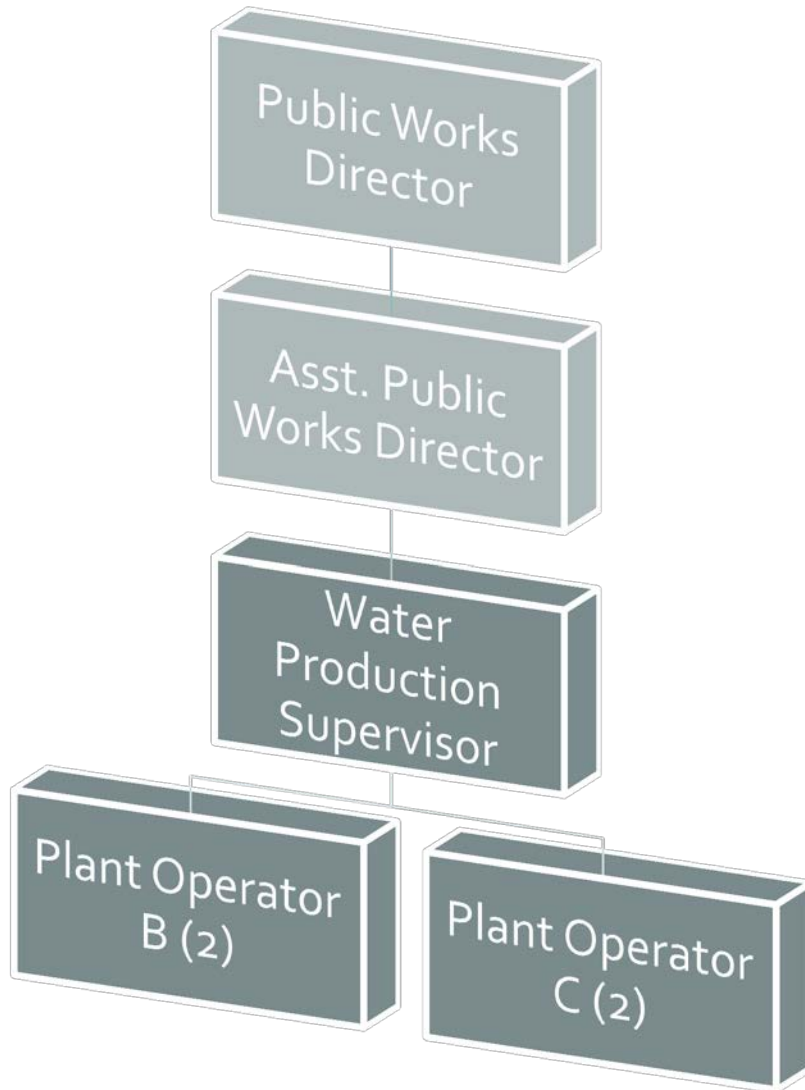 Public Works
Director
Asst. Public
Works Director
Water
Production
Supervisor
Plant Operator
B (2)
Plant Operator
C (2)